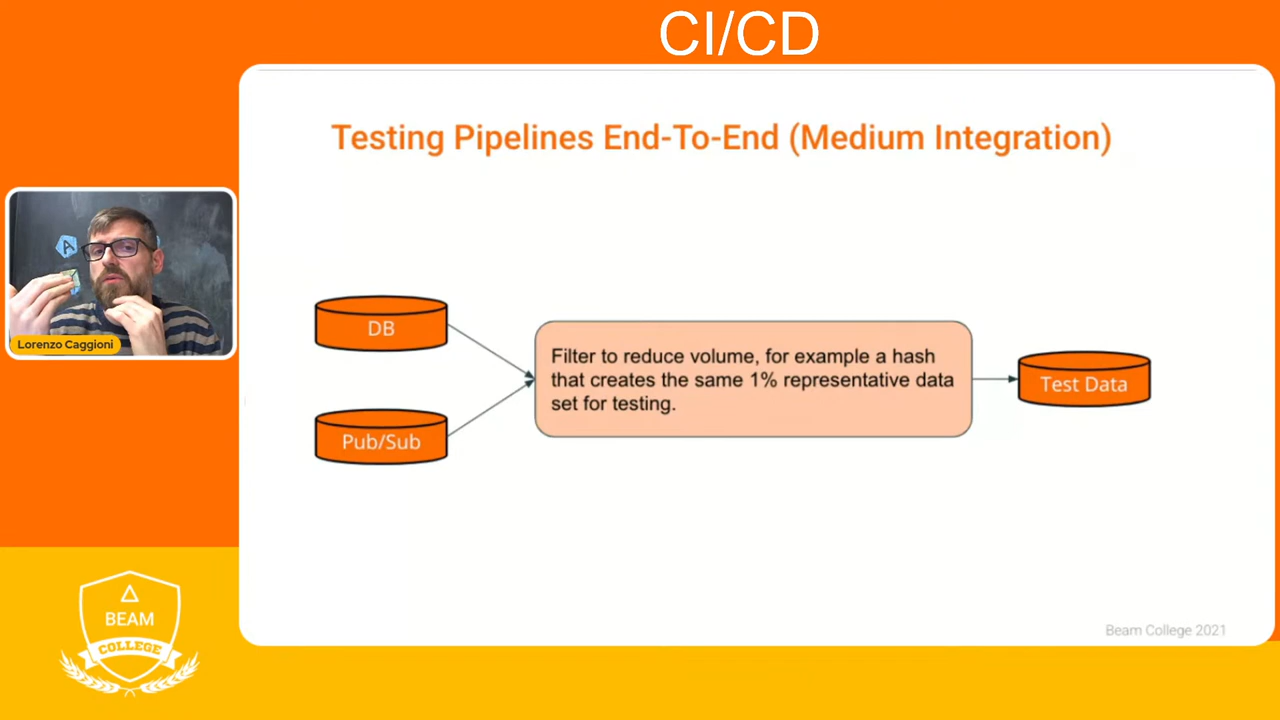 CI/CD
Testing Pipelines End-To-End (Medium Integration)
A
Lorenzo Caggioni
DB
Pub/Sub
Filter to reduce volume, for example a hash
that creates the same 1% representative data
set for testing.
Test Data
BEAM
COLLEGE
Beam College 2021